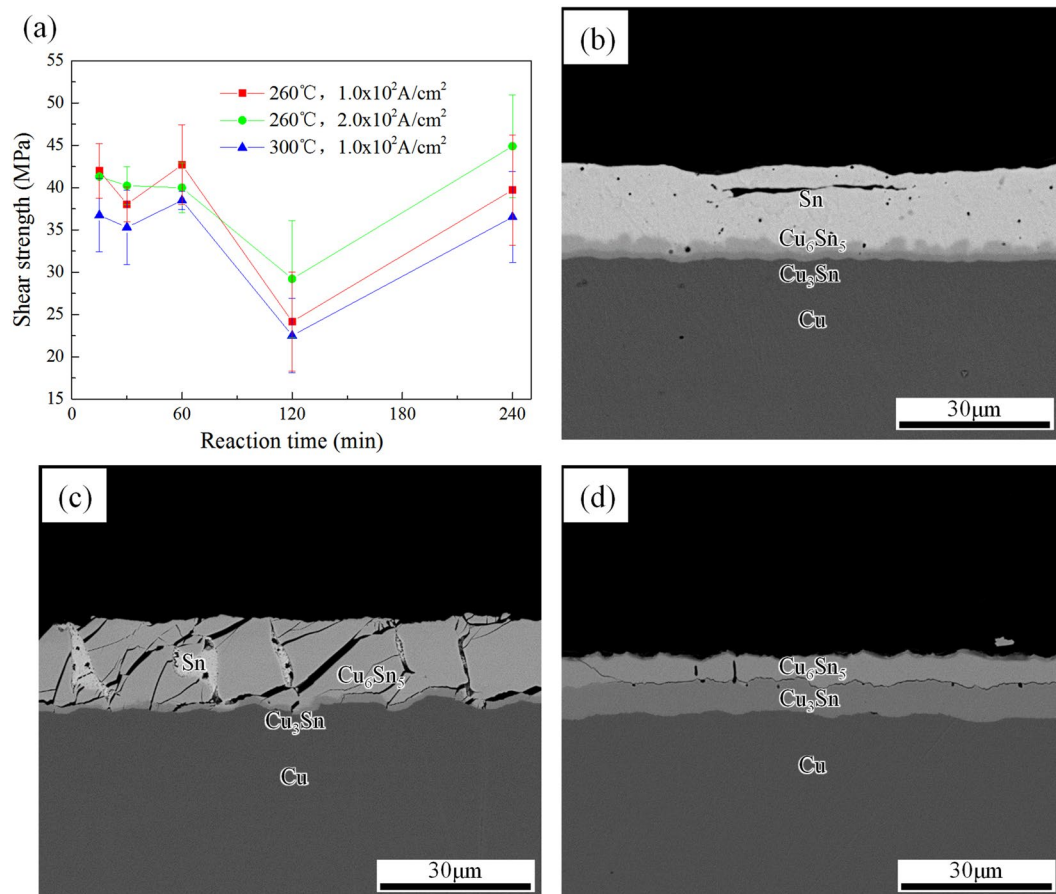 (a)
55
50
45
40
35
30
25
20
15
Shear strength (MPa)
260℃, 1.0x10²A/cm²
260℃, 2.0x10²A/cm²
300℃, 1.0x10²A/cm²
0 60 120 180 240
Reaction time (min)
(b)
Sn
Cu₆Sn₅
Cu₃Sn
Cu
30μm
(c)
Sn
Cu₆Sn₅
Cu₃Sn
Cu
30μm
(d)
Cu₆Sn₅
Cu₃Sn
Cu
30μm